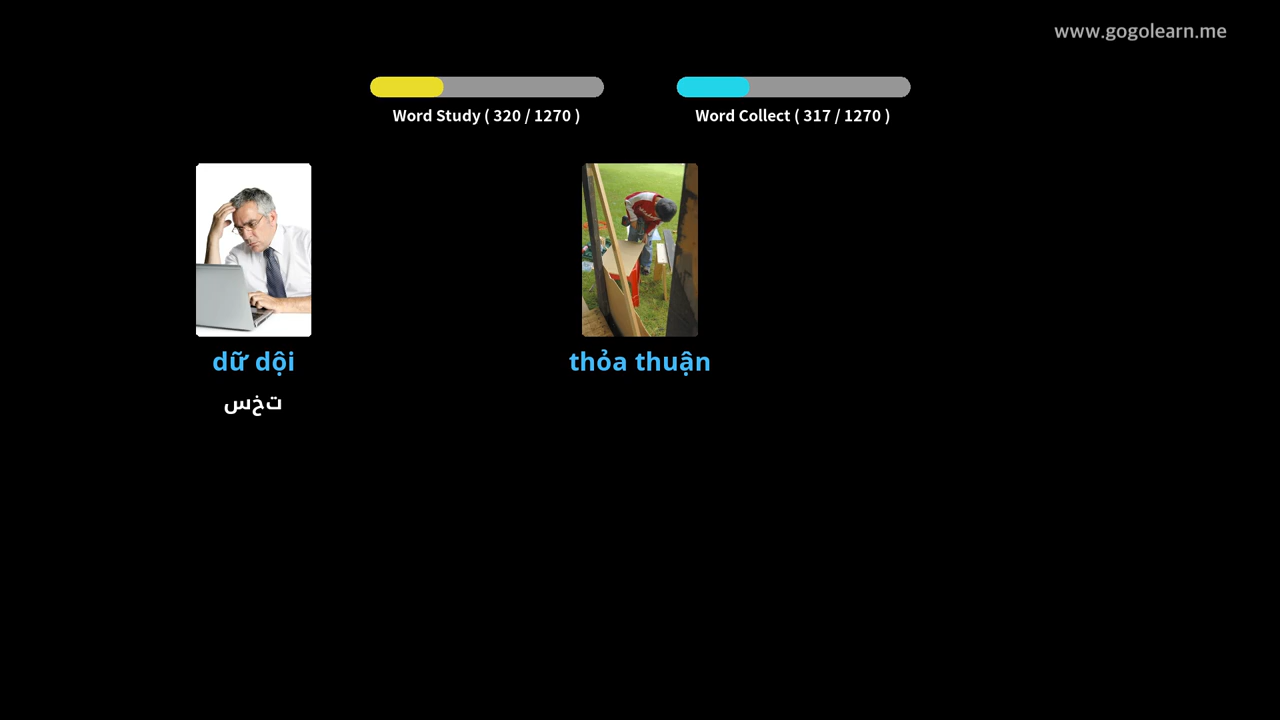 www.gogolearn.me
Word Study ( 320 / 1270 )
Word Collect ( 317 / 1270 )
dữ dội
thỏa thuận
تخس